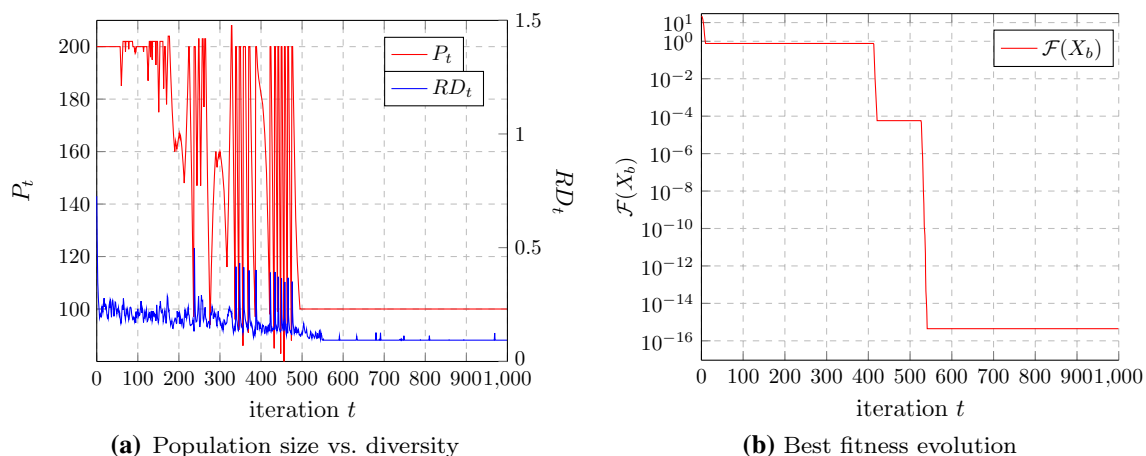 200
180
160
140
120
100
1.5
1
0.5
0
P_t
RD_t
P_t
RD_t
0 100 200 300 400 500 600 700 800 9001,000
iteration t
(a) Population size vs. diversity
10^1
10^0
10^−2
10^−4
10^−6
10^−8
10^−10
10^−12
10^−14
10^−16
F(X_b)
F(X_b)
0 100 200 300 400 500 600 700 800 9001,000
iteration t
(b) Best fitness evolution